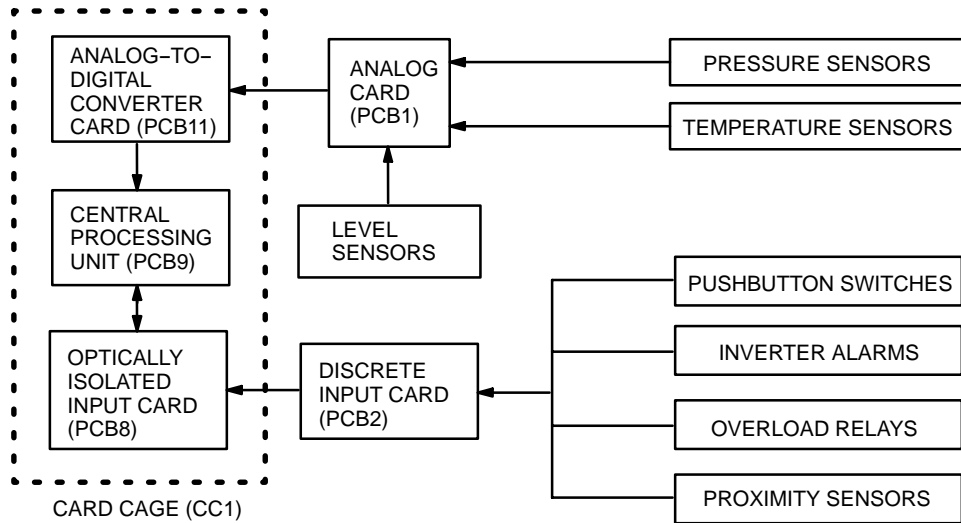 ANALOG–TO–
DIGITAL
CONVERTER
CARD (PCB11)
ANALOG
CARD
(PCB1)
PRESSURE SENSORS
TEMPERATURE SENSORS
CENTRAL
PROCESSING
UNIT (PCB9)
LEVEL
SENSORS
PUSHBUTTON SWITCHES
INVERTER ALARMS
OPTICALLY
ISOLATED
INPUT CARD
(PCB8)
DISCRETE
INPUT CARD
(PCB2)
OVERLOAD RELAYS
PROXIMITY SENSORS
CARD CAGE (CC1)